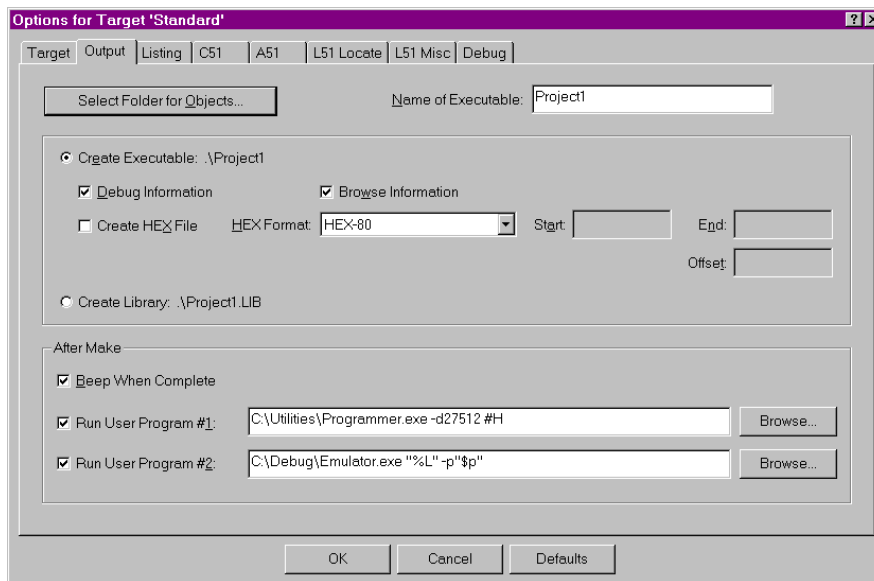 Options for Target 'Standard'
Target Output Listing C51 A51 L51 Locate L51 Misc Debug
Select Folder for Objects... Name of Executable: Project1
Create Executable: .\Project1
Debug Information Browse Information
Create HEX File HEX Format: HEX-80 Start: End:
Offset:
Create Library: .\Project1.LIB
After Make
Beep When Complete
Run User Program #1: C:\Utilities\Programmer.exe -d27512 #H Browse...
Run User Program #2: C:\Debug\Emulator.exe "%L" -p"$p" Browse...
OK Cancel Defaults